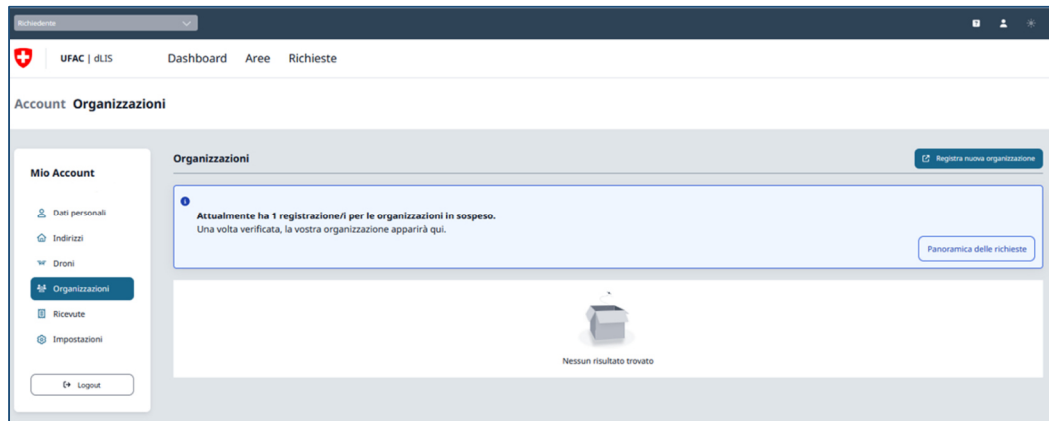 Richiedente
UFAC | dLIS
Dashboard Aree Richieste
Account Organizzazioni
Mio Account
Dati personali
Indirizzi
Droni
Organizzazioni
Ricevute
Impostazioni
Logout
Organizzazioni
Registra nuova organizzazione
Attualmente ha 1 registrazione/i per le organizzazioni in sospeso.
Una volta verificata, la vostra organizzazione apparirà qui.
Panoramica delle richieste
Nessun risultato trovato